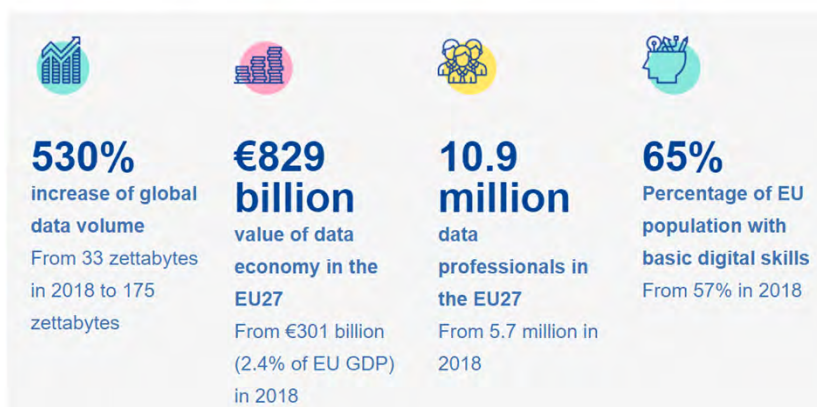 530%
increase of global
data volume
From 33 zettabytes
in 2018 to 175
zettabytes
€829
billion
value of data
economy in the
EU27
From €301 billion
(2.4% of EU GDP)
in 2018
10.9
million
data
professionals in
the EU27
From 5.7 million in
2018
65%
Percentage of EU
population with
basic digital skills
From 57% in 2018